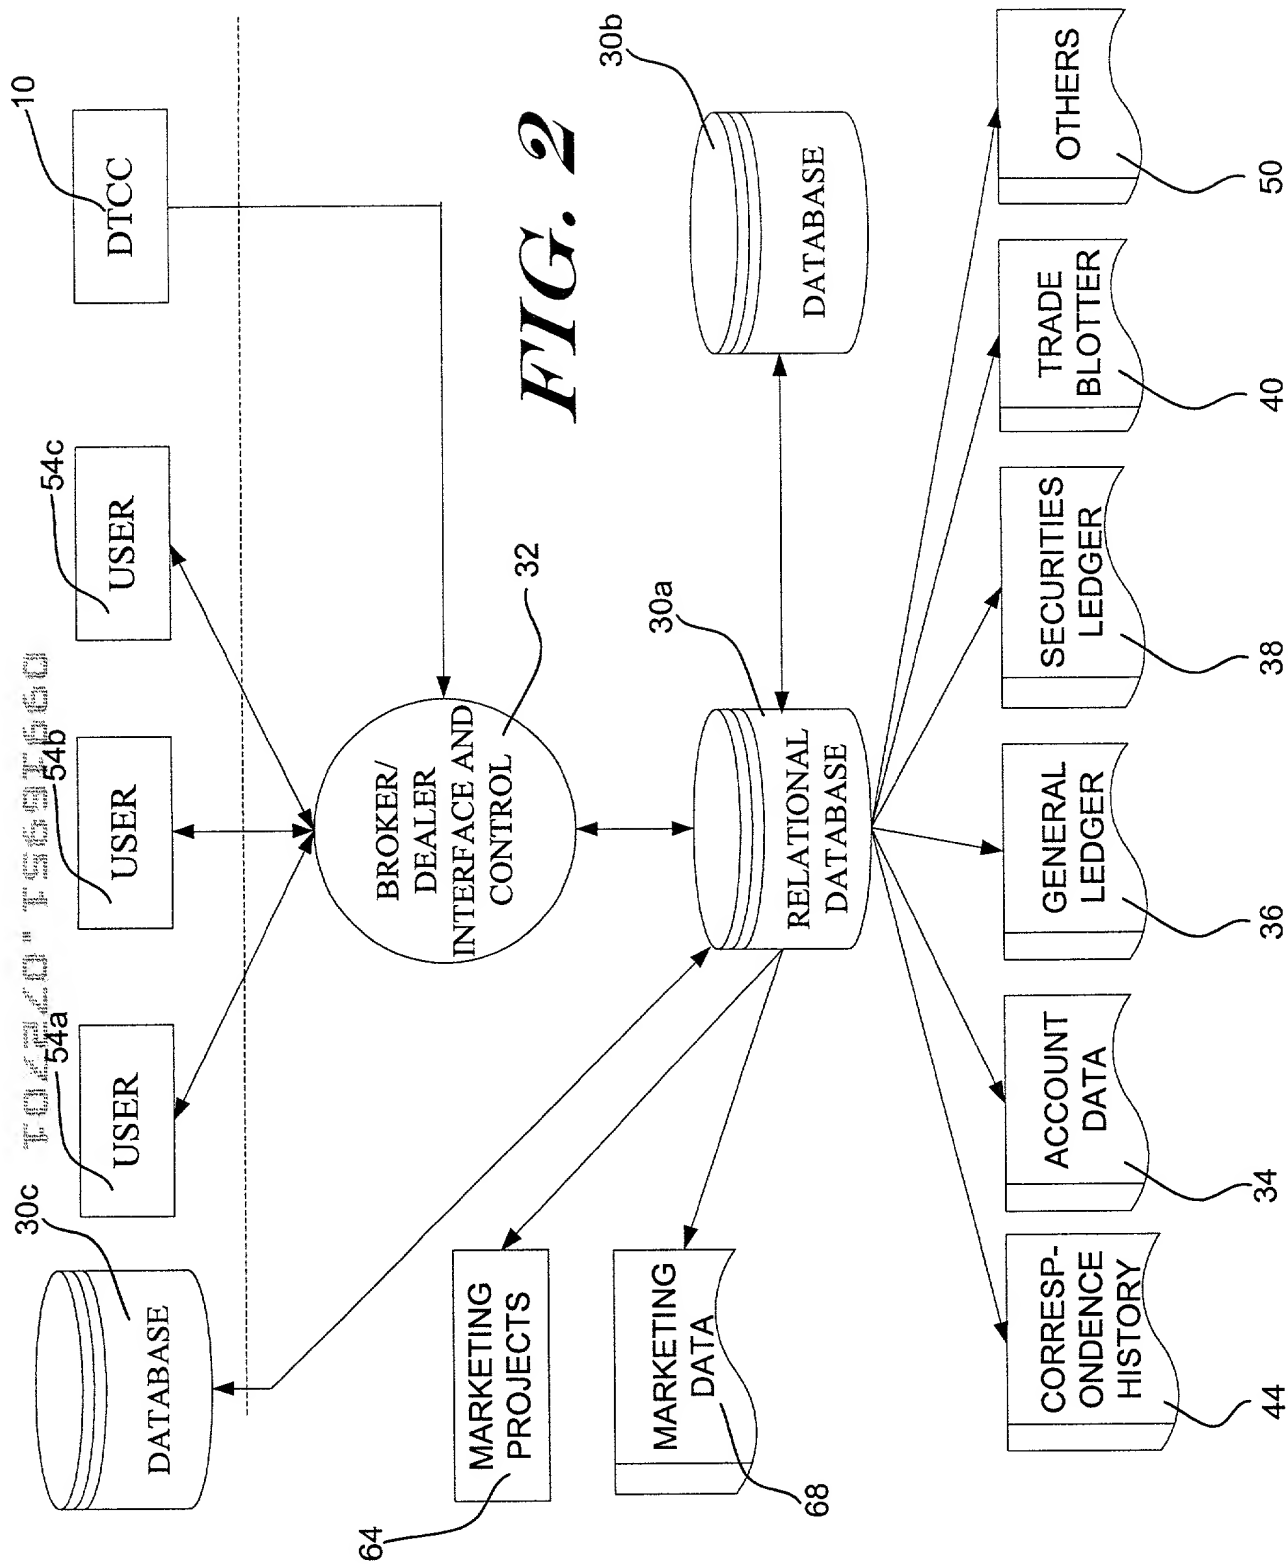 30c
DATABASE
54a
USER
54b
USER
54c
USER
10
DTCC
BROKER/
DEALER
INTERFACE AND
CONTROL
32
FIG. 2
64
MARKETING
PROJECTS
68
MARKETING
DATA
30a
RELATIONAL
DATABASE
30b
DATABASE
CORRESP-
ONDENCE
HISTORY
44
ACCOUNT
DATA
34
GENERAL
LEDGER
36
SECURITIES
LEDGER
38
TRADE
BLOTTER
40
OTHERS
50